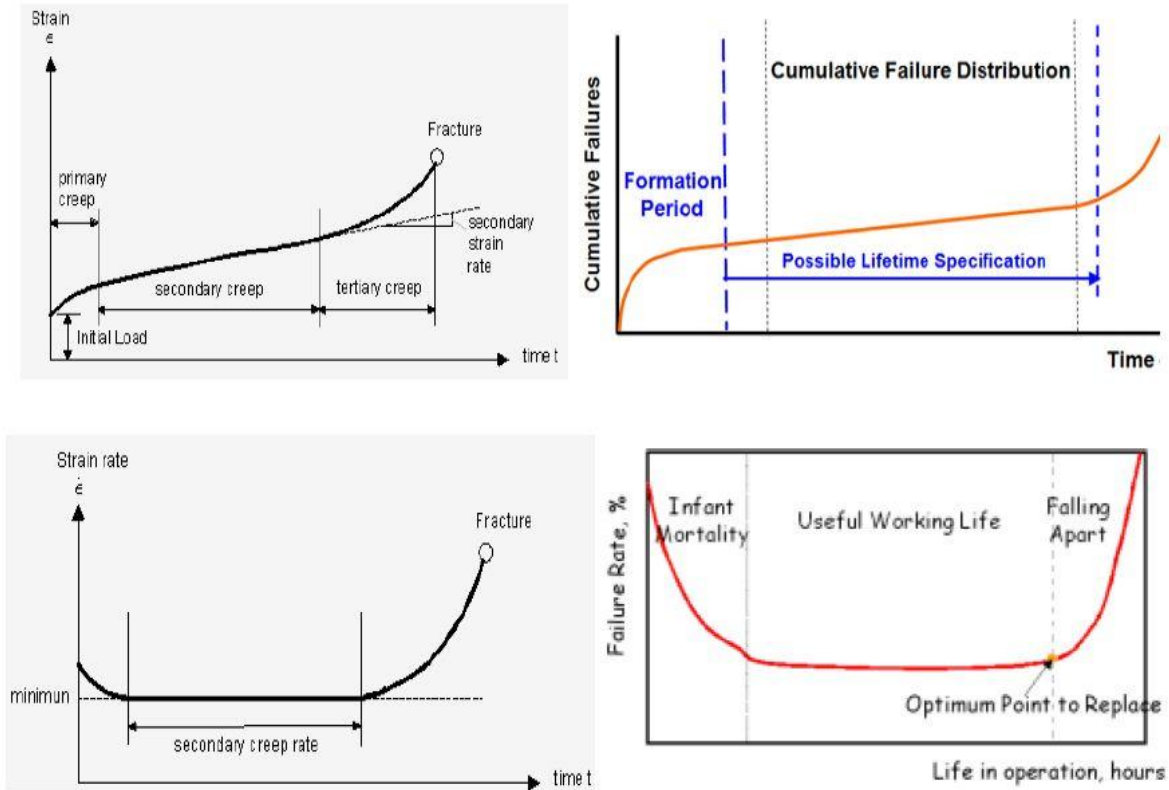 Strain
ϵ
Fracture
primary
creep
secondary
strain
rate
secondary creep
tertiary creep
Initial Load
time t
Cumulative Failures
Cumulative Failure Distribution
Formation
Period
Possible Lifetime Specification
Time
Strain rate
ϵ̇
Fracture
minimun
secondary creep rate
time t
Failure Rate, %
Infant
Mortality
Useful Working Life
Falling
Apart
Optimum Point to Replace
Life in operation, hours